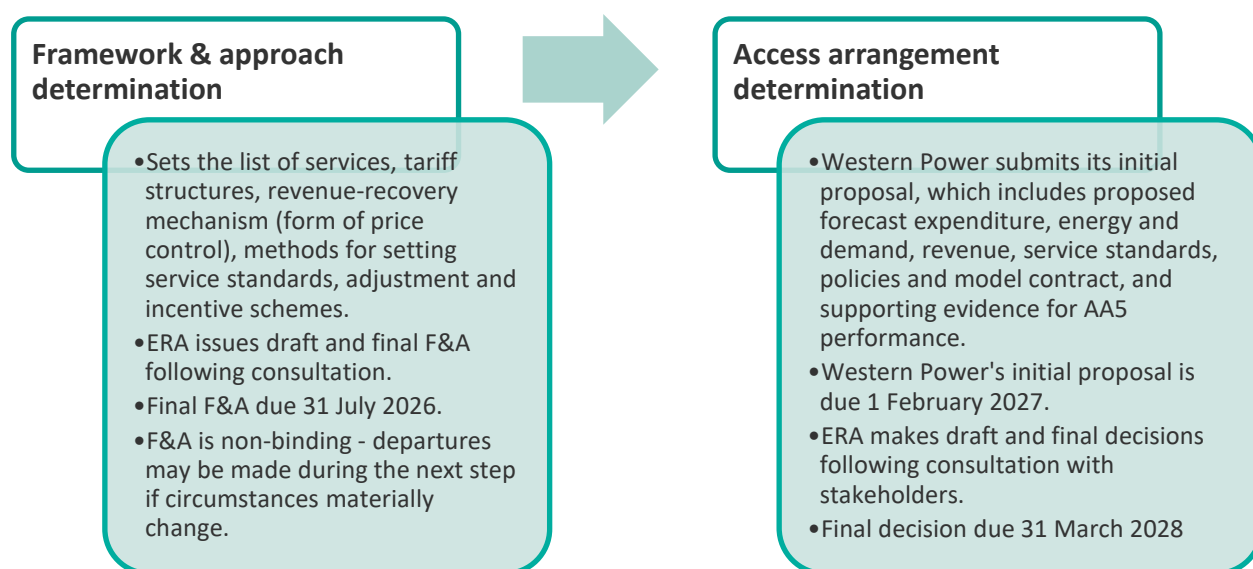 Framework & approach
determination
•Sets the list of services, tariff
structures, revenue-recovery
mechanism (form of price
control), methods for setting
service standards, adjustment and
incentive schemes.
•ERA issues draft and final F&A
following consultation.
•Final F&A due 31 July 2026.
•F&A is non-binding - departures
may be made during the next step
if circumstances materially
change.
Access arrangement
determination
•Western Power submits its initial
proposal, which includes proposed
forecast expenditure, energy and
demand, revenue, service standards,
policies and model contract, and
supporting evidence for AA5
performance.
•Western Power's initial proposal is
due 1 February 2027.
•ERA makes draft and final decisions
following consultation with
stakeholders.
•Final decision due 31 March 2028